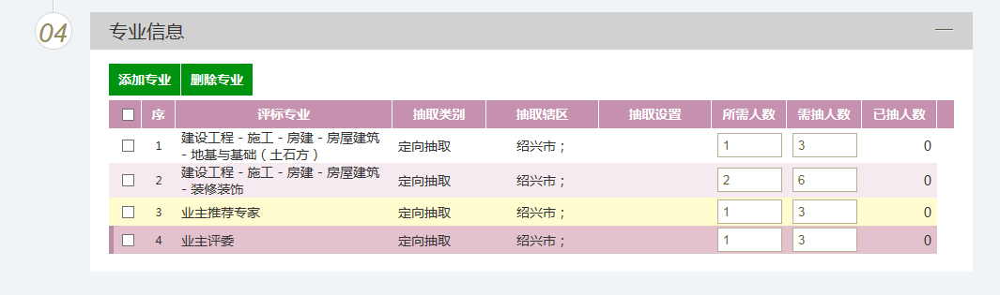 04
专业信息
添加专业 删除专业
序 评标专业 抽取类别 抽取辖区 抽取设置 所需人数 需抽人数 已抽人数
1 建设工程－施工－房建－房屋建筑－地基与基础（土石方） 定向抽取 绍兴市； 1 3 0
2 建设工程－施工－房建－房屋建筑－装修装饰 定向抽取 绍兴市； 2 6 0
3 业主推荐专家 定向抽取 绍兴市； 1 3 0
4 业主评委 定向抽取 绍兴市； 1 3 0